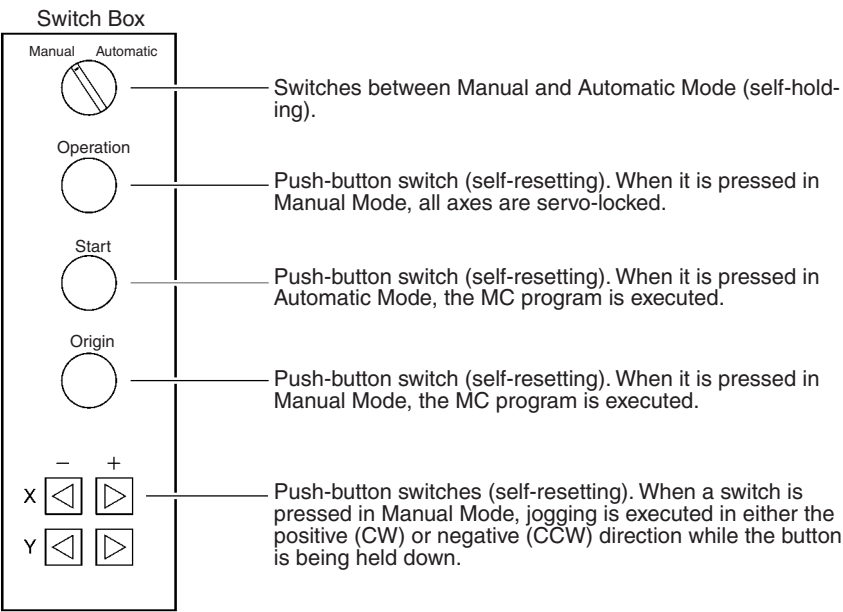 Switch Box
Manual Automatic
Switches between Manual and Automatic Mode (self-hold-
ing).
Operation
Push-button switch (self-resetting). When it is pressed in
Manual Mode, all axes are servo-locked.
Start
Push-button switch (self-resetting). When it is pressed in
Automatic Mode, the MC program is executed.
Origin
Push-button switch (self-resetting). When it is pressed in
Manual Mode, the MC program is executed.
− +
X
Push-button switches (self-resetting). When a switch is
pressed in Manual Mode, jogging is executed in either the
positive (CW) or negative (CCW) direction while the button
is being held down.
Y